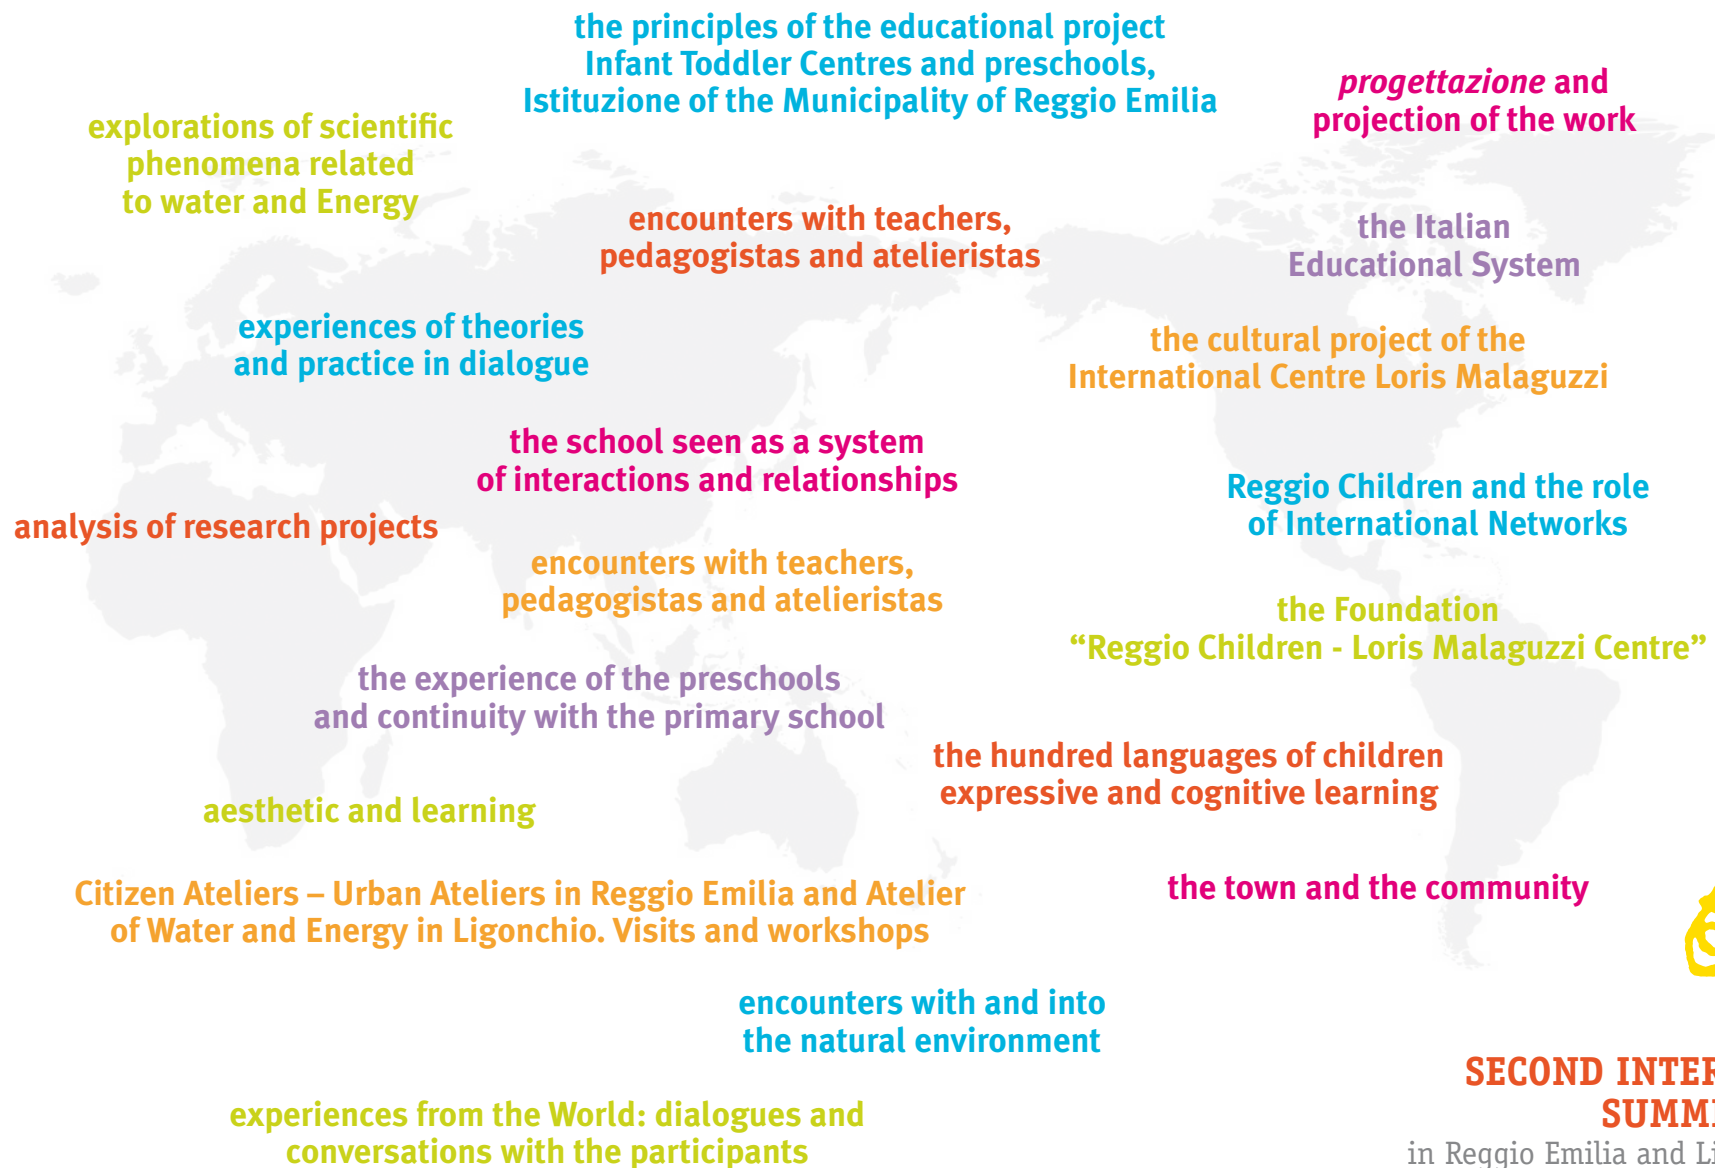 the principles of the educational project
Infant Toddler Centres and preschools,
Istituzione of the Municipality of Reggio Emilia
progettazione and
projection of the work
explorations of scientific
phenomena related
to water and Energy
encounters with teachers,
pedagogistas and atelieristas
the Italian
Educational System
experiences of theories
and practice in dialogue
the cultural project of the
International Centre Loris Malaguzzi
the school seen as a system
of interactions and relationships
Reggio Children and the role
of International Networks
analysis of research projects
encounters with teachers,
pedagogistas and atelieristas
the Foundation
“Reggio Children - Loris Malaguzzi Centre”
the experience of the preschools
and continuity with the primary school
the hundred languages of children
expressive and cognitive learning
aesthetic and learning
Citizen Ateliers – Urban Ateliers in Reggio Emilia and Atelier
of Water and Energy in Ligonchio. Visits and workshops
the town and the community
encounters with and into
the natural environment
SECOND
in Reggio Emilia and
experiences from the World: dialogues and
conversations with the participants